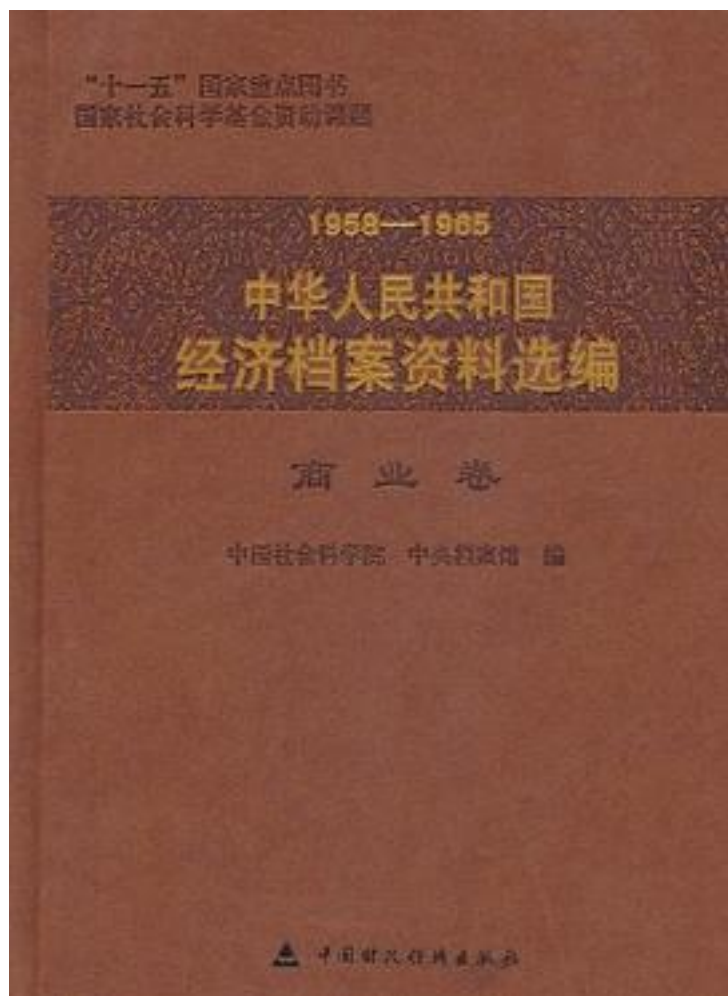 “十一五”国家重点图书
国家社会科学基金资助课题
1958—1965
中华人民共和国
经济档案资料选编
商业卷
中国社会科学院 中央档案馆 编
中国财政经济出版社